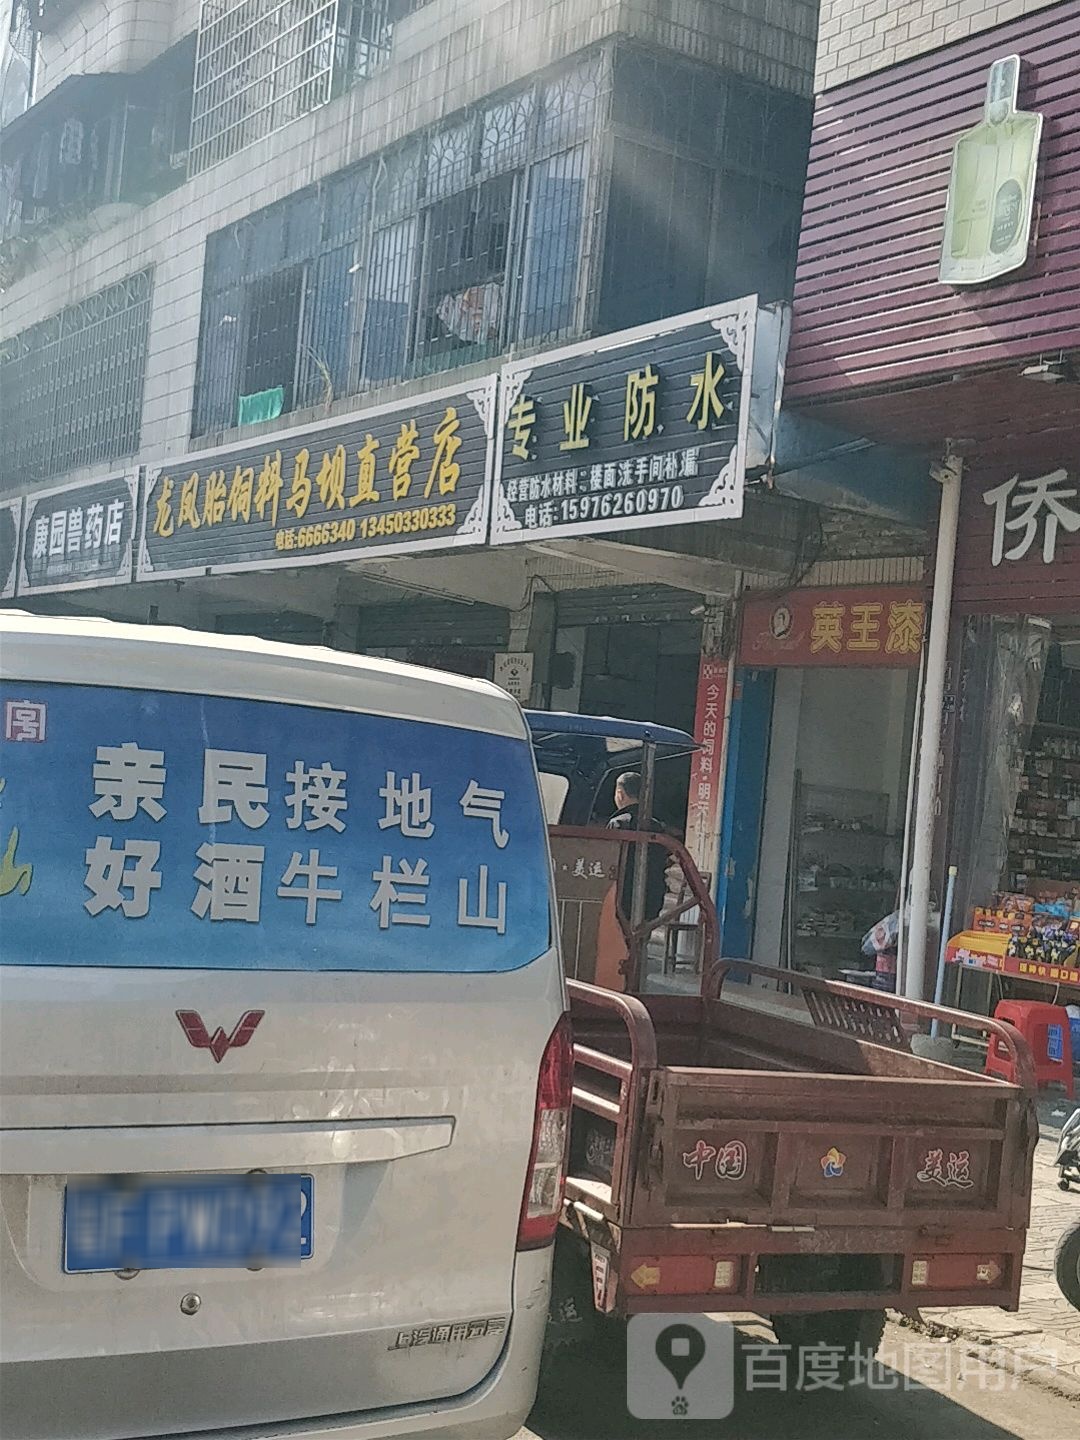 专业防水
经营防水材料：楼面洗手间补漏
电话：15976260970
龙凤胎饲料马坝直营店
电话:6666340 13450330333
康园兽药店
侨
英王漆
今天的饲料·明天
亲民接地气
好酒牛栏山
美运
中国 美运
上汽通用五菱
百度地图用户